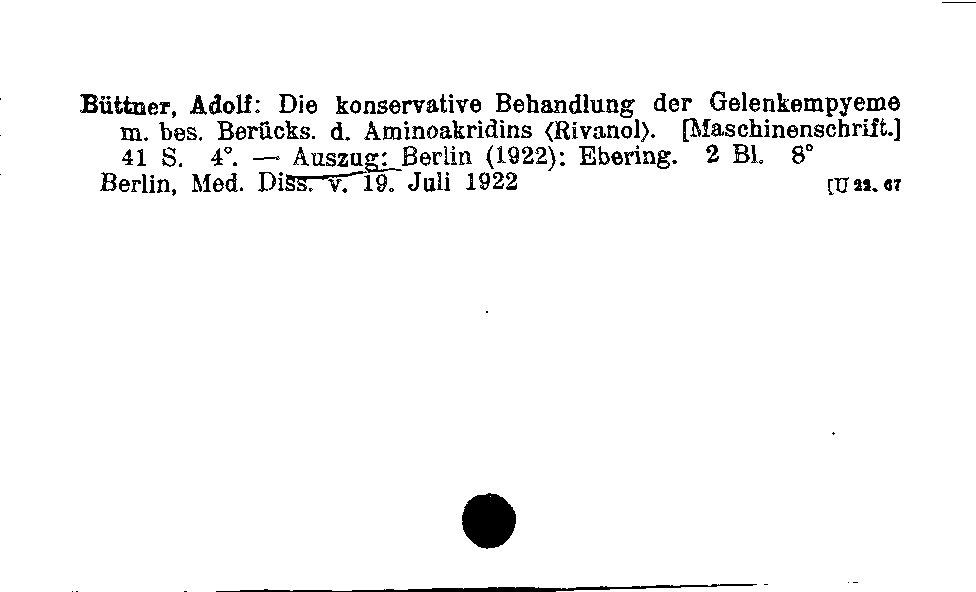 Büttner, Adolf: Die konservative Behandlung der Gelenkempyeme
m. bes. Berücks. d. Aminoakridins ⟨Rivanol⟩. [Maschinenschrift.]
41 S. 4°. — Auszug: Berlin (1922): Ebering. 2 Bl. 8°
Berlin, Med. Diss. v. 19. Juli 1922 [U 22. 67